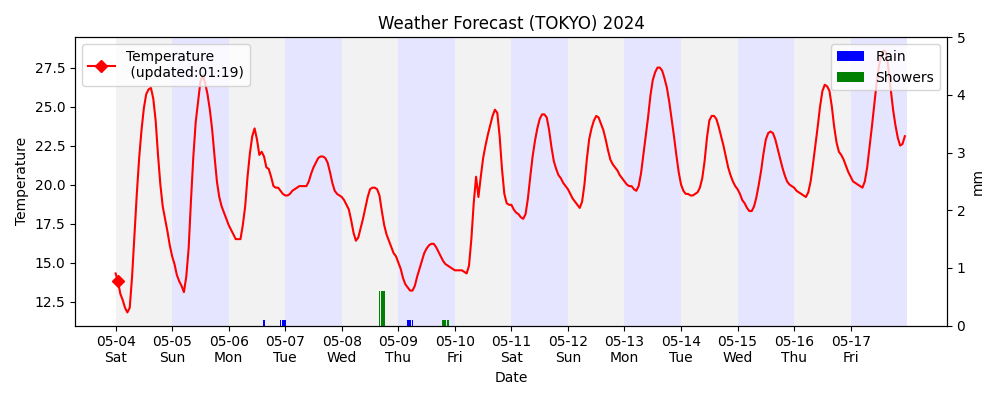 Weather Forecast (TOKYO) 2024
Temperature
(updated:01:19)
Rain
Showers
Temperature
27.5
25.0
22.5
20.0
17.5
15.0
12.5
5
4
3
2
1
0
mm
05-04 05-05 05-06 05-07 05-08 05-09 05-10 05-11 05-12 05-13 05-14 05-15 05-16 05-17
Sat Sun Mon Tue Wed Thu Fri Sat Sun Mon Tue Wed Thu Fri
Date